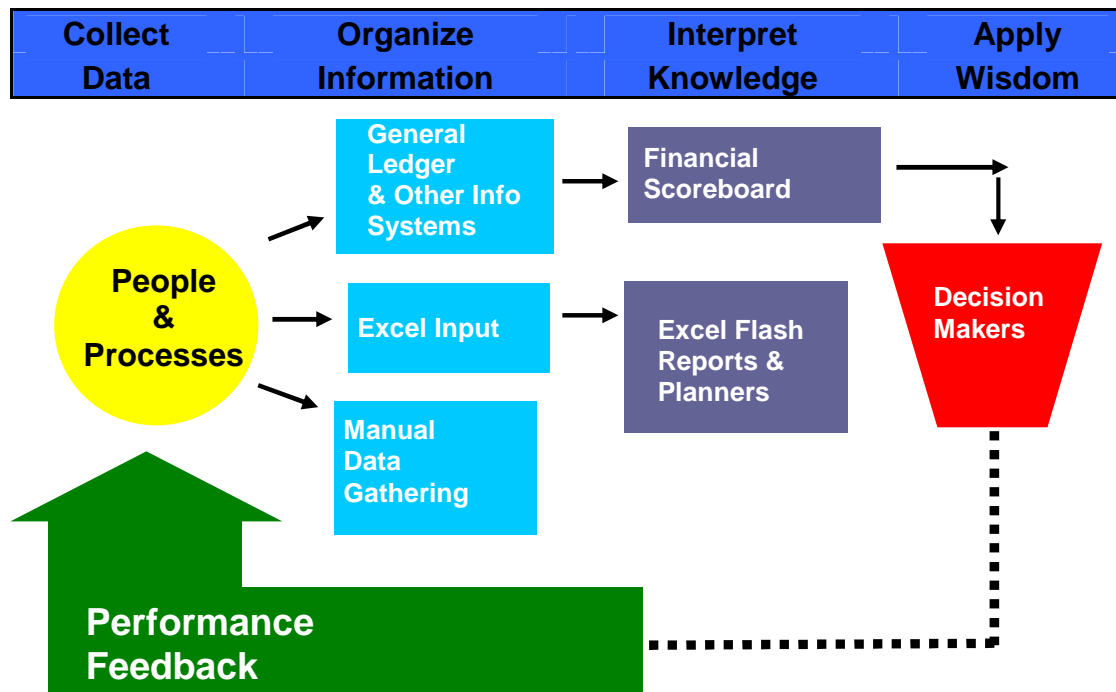 Collect Organize Interpret Apply
Data Information Knowledge Wisdom
General
Ledger
& Other Info
Systems
Financial
Scoreboard
People
&
Processes
Excel Input
Excel Flash
Reports &
Planners
Decision
Makers
Manual
Data
Gathering
Performance
Feedback